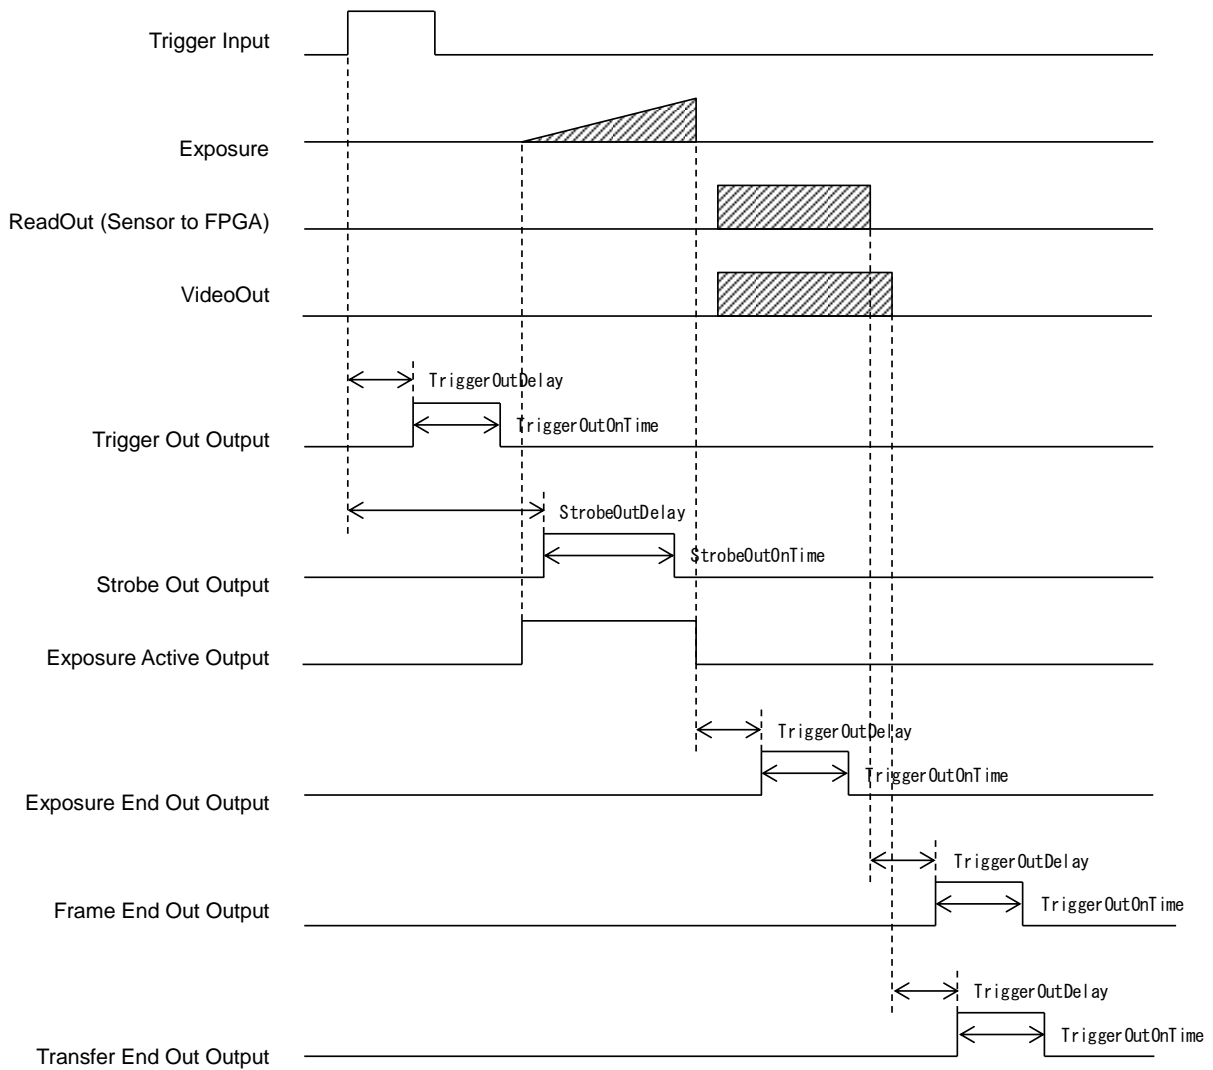 Trigger Input
Exposure
ReadOut (Sensor to FPGA)
VideoOut
TriggerOutDelay
TriggerOutOnTime
Trigger Out Output
StrobeOutDelay
StrobeOutOnTime
Strobe Out Output
Exposure Active Output
TriggerOutDelay
TriggerOutOnTime
Exposure End Out Output
TriggerOutDelay
TriggerOutOnTime
Frame End Out Output
TriggerOutDelay
TriggerOutOnTime
Transfer End Out Output